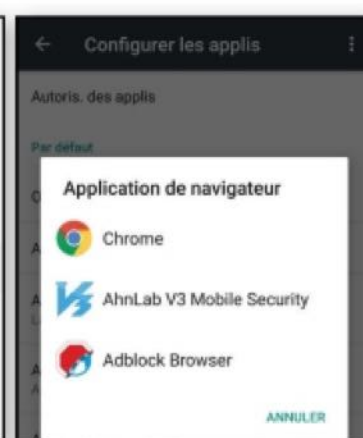 Configurer les applis
Autoris. des applis
Par défaut
Application de navigateur
Chrome
AhnLab V3 Mobile Security
Adblock Browser
ANNULER